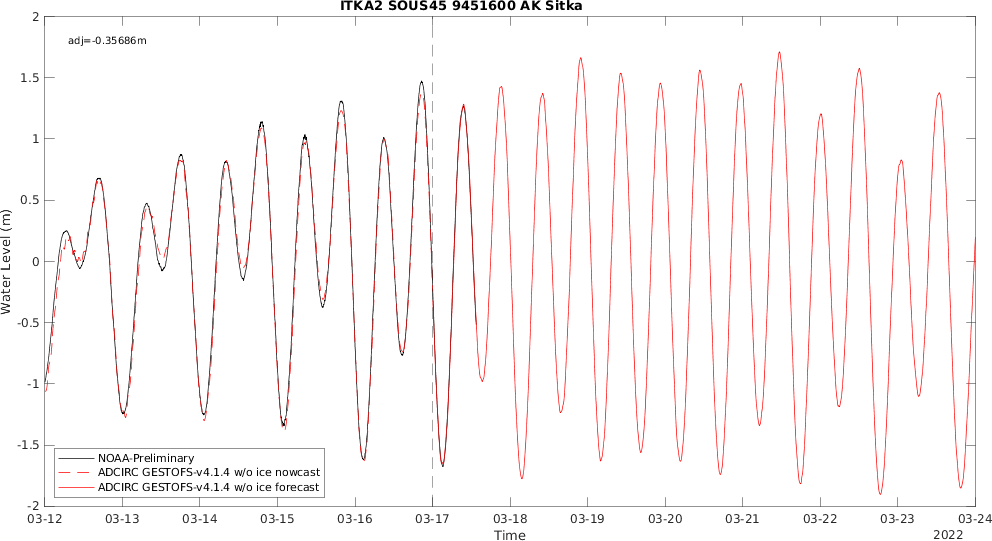 ITKA2 SOUS45 9451600 AK Sitka
adj=-0.35686m
2
1.5
1
0.5
0
-0.5
-1
-1.5
-2
Water Level (m)
NOAA-Preliminary
ADCIRC GESTOFS-v4.1.4 w/o ice nowcast
ADCIRC GESTOFS-v4.1.4 w/o ice forecast
03-12 03-13 03-14 03-15 03-16 03-17 03-18 03-19 03-20 03-21 03-22 03-23 03-24
Time
2022